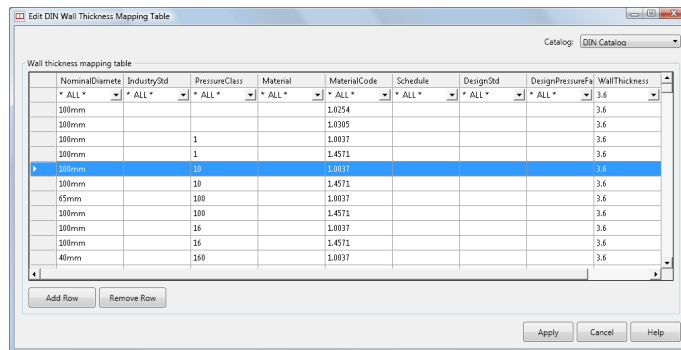 Edit DIN Wall Thickness Mapping Table
Catalog: DIN Catalog
Wall thickness mapping table
NominalDiamete IndustryStd PressureClass Material MaterialCode Schedule DesignStd DesignPressureFa WallThickness
* ALL * * ALL * * ALL * * ALL * * ALL * * ALL * * ALL * * ALL * 3.6
100mm 1.0254 3.6
100mm 1.0305 3.6
100mm 1 1.0037 3.6
100mm 1 1.4571 3.6
100mm 10 1.0037 3.6
100mm 10 1.4571 3.6
65mm 100 1.0037 3.6
100mm 100 1.4571 3.6
100mm 16 1.0037 3.6
100mm 16 1.4571 3.6
40mm 160 1.0037 3.6
Add Row Remove Row
Apply Cancel Help